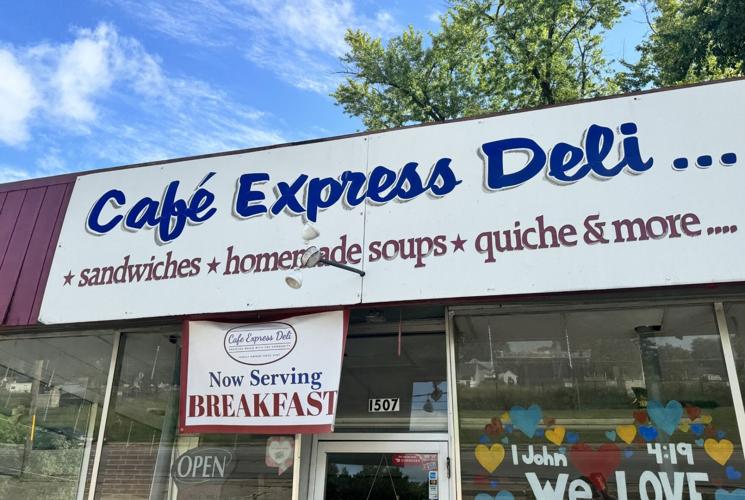 Café Express Deli ...
★ sandwiches ★ homemade soups ★ quiche & more ....
Café Express Deli
Now Serving
BREAKFAST
1507
OPEN
1 John 4:19
We LOVE